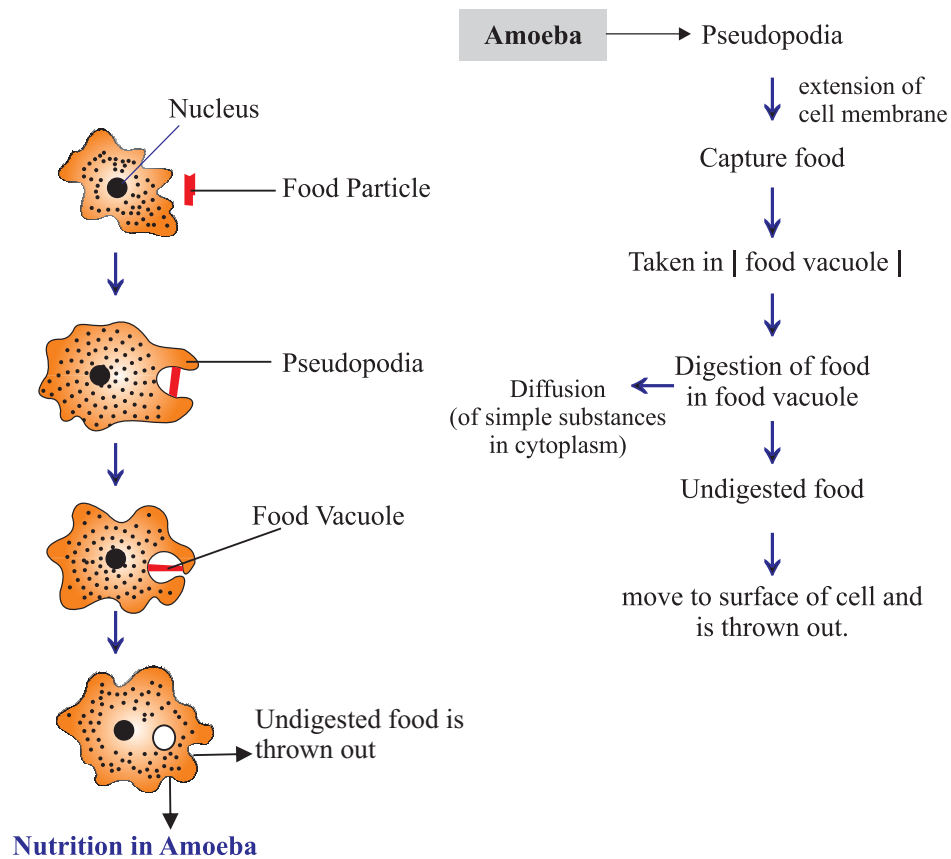 Amoeba
Pseudopodia
extension of
cell membrane
Capture food
Taken in | food vacuole |
Digestion of food
in food vacuole
Diffusion
(of simple substances
in cytoplasm)
Undigested food
move to surface of cell and
is thrown out.
Nucleus
Food Particle
Pseudopodia
Food Vacuole
Undigested food is
thrown out
Nutrition in Amoeba